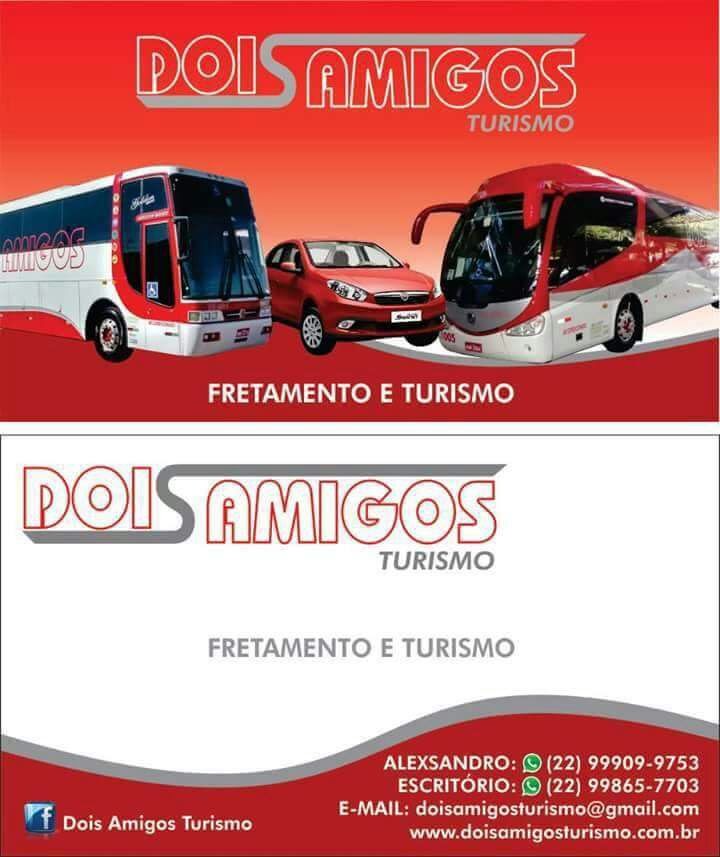 DOIS AMIGOS
TURISMO
AMIGOS
005
FRETAMENTO E TURISMO
DOIS AMIGOS
TURISMO
FRETAMENTO E TURISMO
ALEXSANDRO: (22) 99909-9753
ESCRITÓRIO: (22) 99865-7703
E-MAIL: doisamigosturismo@gmail.com
f Dois Amigos Turismo
www.doisamigosturismo.com.br